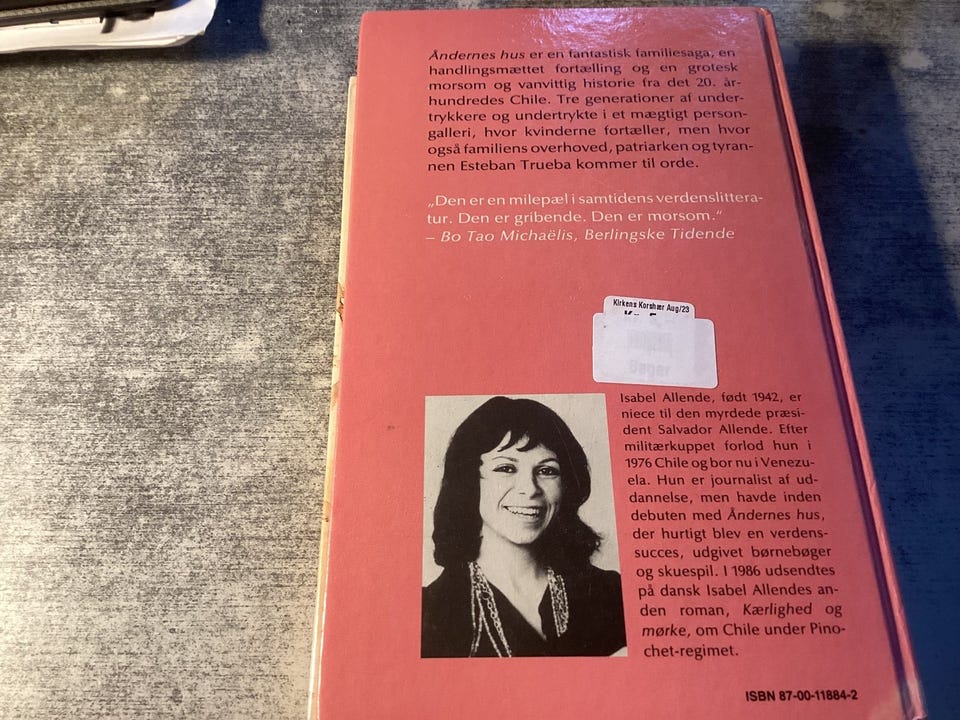 Åndernes hus er en fantastisk familiesaga, en
handlingsmættet fortælling og en grotesk
morsom og vanvittig historie fra det 20. år-
hundredes Chile. Tre generationer af under-
trykkere og undertrykte i et mægtigt person-
galleri, hvor kvinderne fortæller, men hvor
også familiens overhoved, patriarken og tyran-
nen Esteban Trueba kommer til orde.
„Den er en milepæl i samtidens verdenslittera-
tur. Den er gribende. Den er morsom.“
– Bo Tao Michaëlis, Berlingske Tidende
Kirkens Korshær Aug/23
Bøger
Isabel Allende, født 1942, er
niece til den myrdede præsi-
dent Salvador Allende. Efter
militærkuppet forlod hun i
1976 Chile og bor nu i Venezu-
ela. Hun er journalist af ud-
dannelse, men havde inden
debuten med Åndernes hus,
der hurtigt blev en verdens-
succes, udgivet børnebøger
og skuespil. I 1986 udsendtes
på dansk Isabel Allendes an-
den roman, Kærlighed og
mørke, om Chile under Pino-
chet-regimet.
ISBN 87-00-11884-2